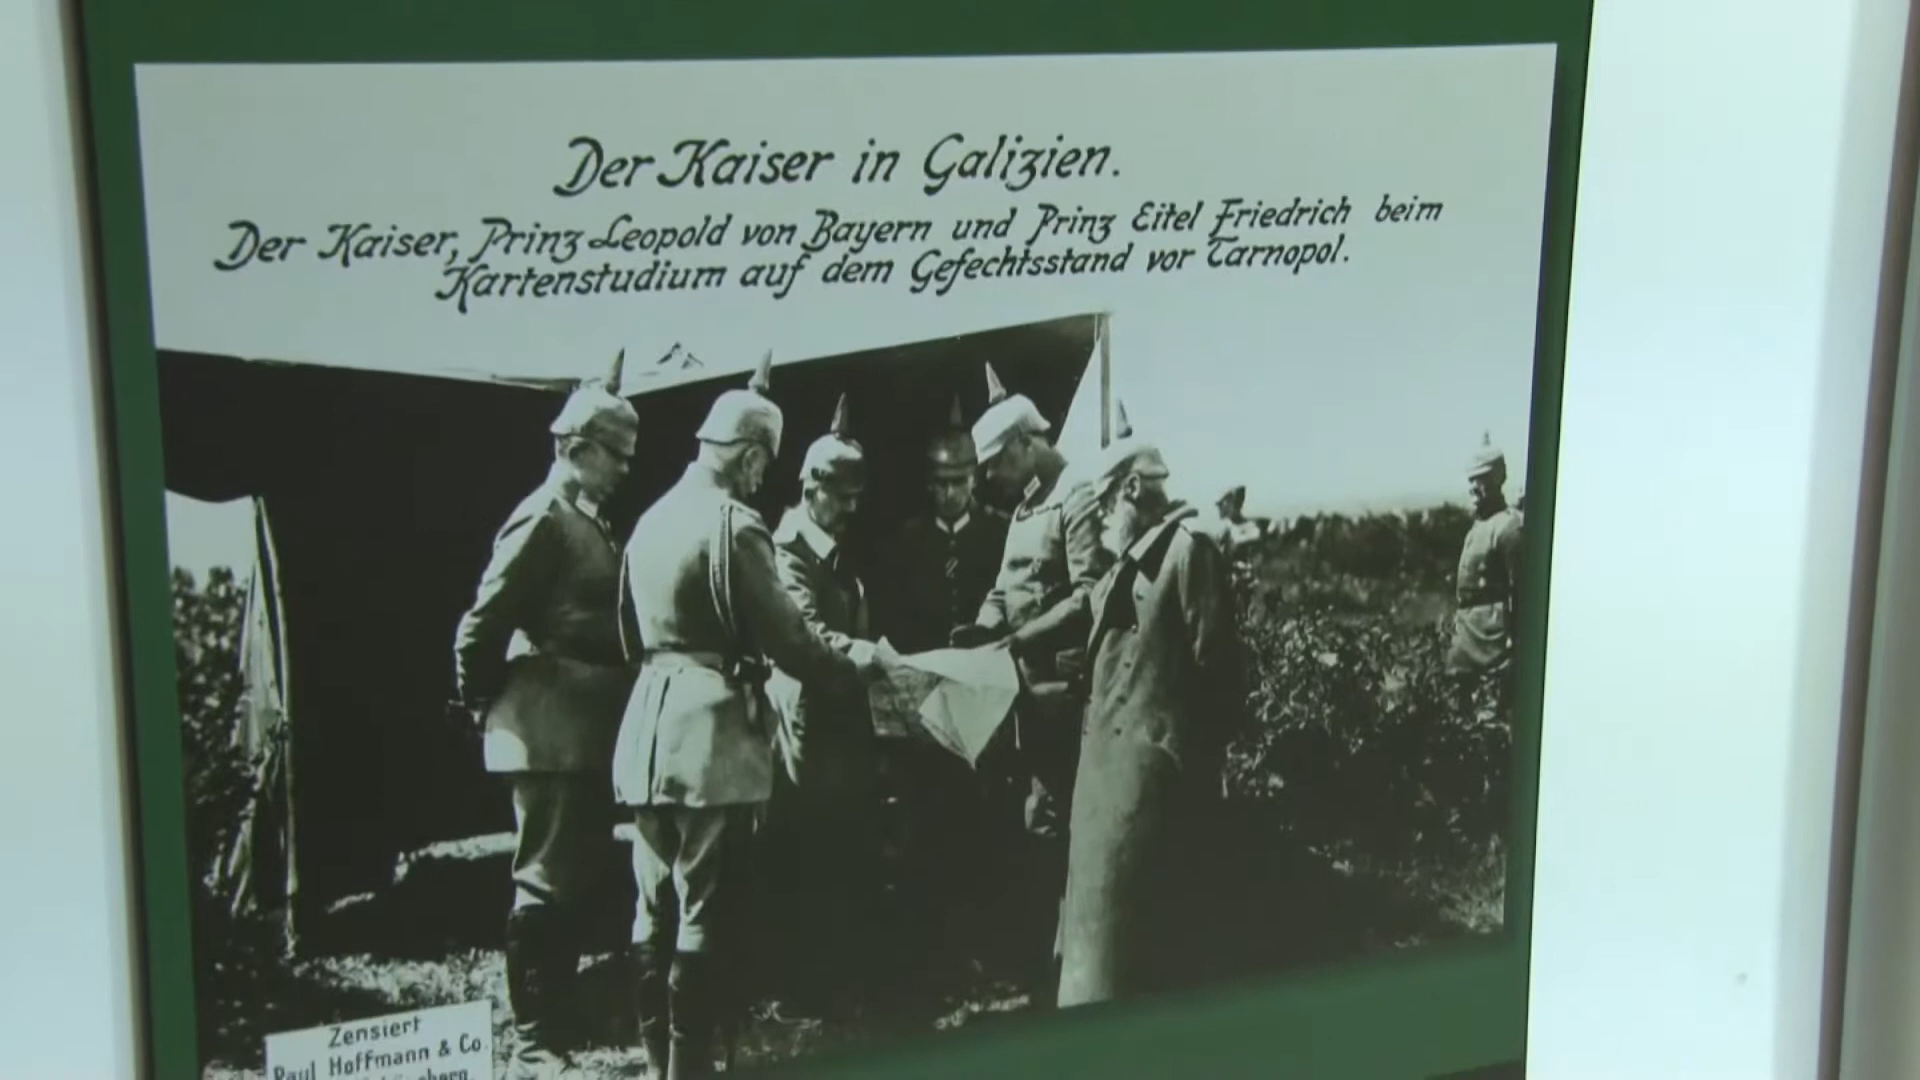 Der Kaiser in Galizien.
Der Kaiser, Prinz Leopold von Bayern und Prinz Eitel Friedrich beim
Kartenstudium auf dem Gefechtsstand vor Tarnopol.
Zensiert
Paul Hoffmann & Co.